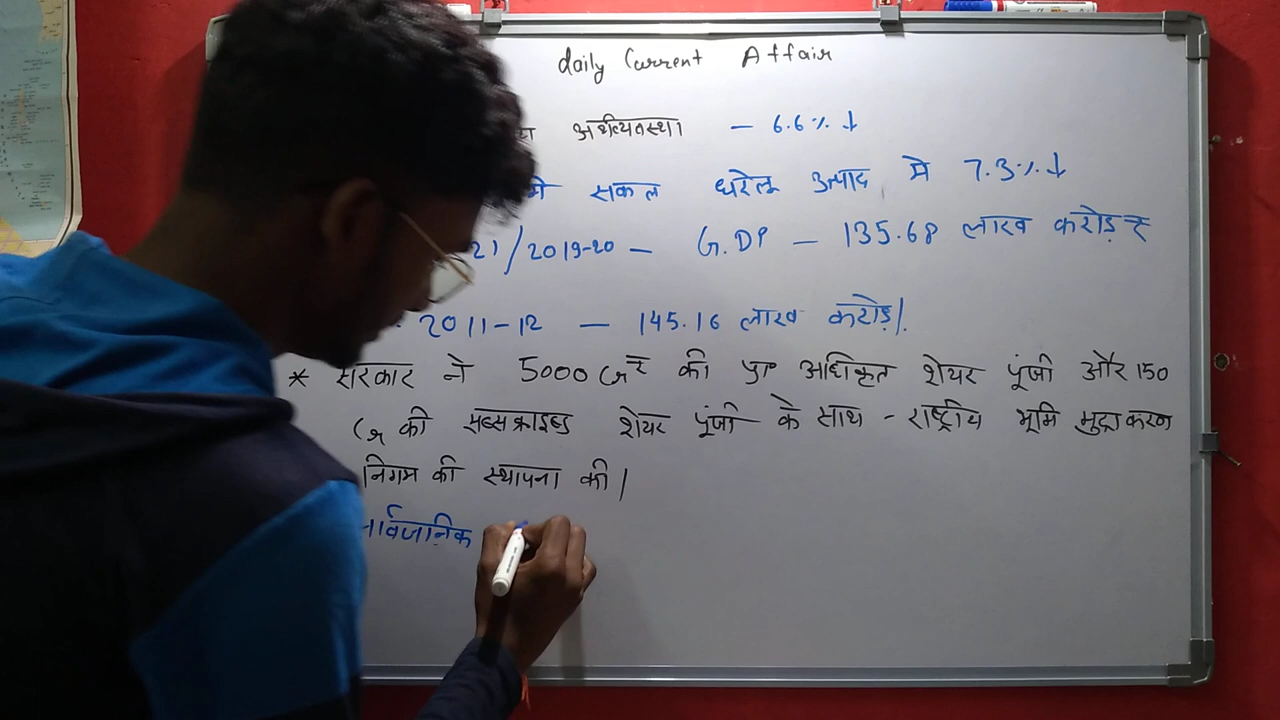 daily Current Affair
अर्थव्यवस्था - 6.6% ↓
मे सकल घरेलू उत्पाद में 7.3% ↓
21/2019-20 - G.DP - 135.68 लाख करोड़ ₹
2011-12 - 145.16 लाख करोड़।
* सरकार ने 5000 Cr ₹ की अधिकृत शेयर पूंजी और 150
Cr की सब्सक्राइब्ड शेयर पूंजी के साथ - राष्ट्रीय भूमि मुद्राकरण
निगम की स्थापना की।
र्वजनिक